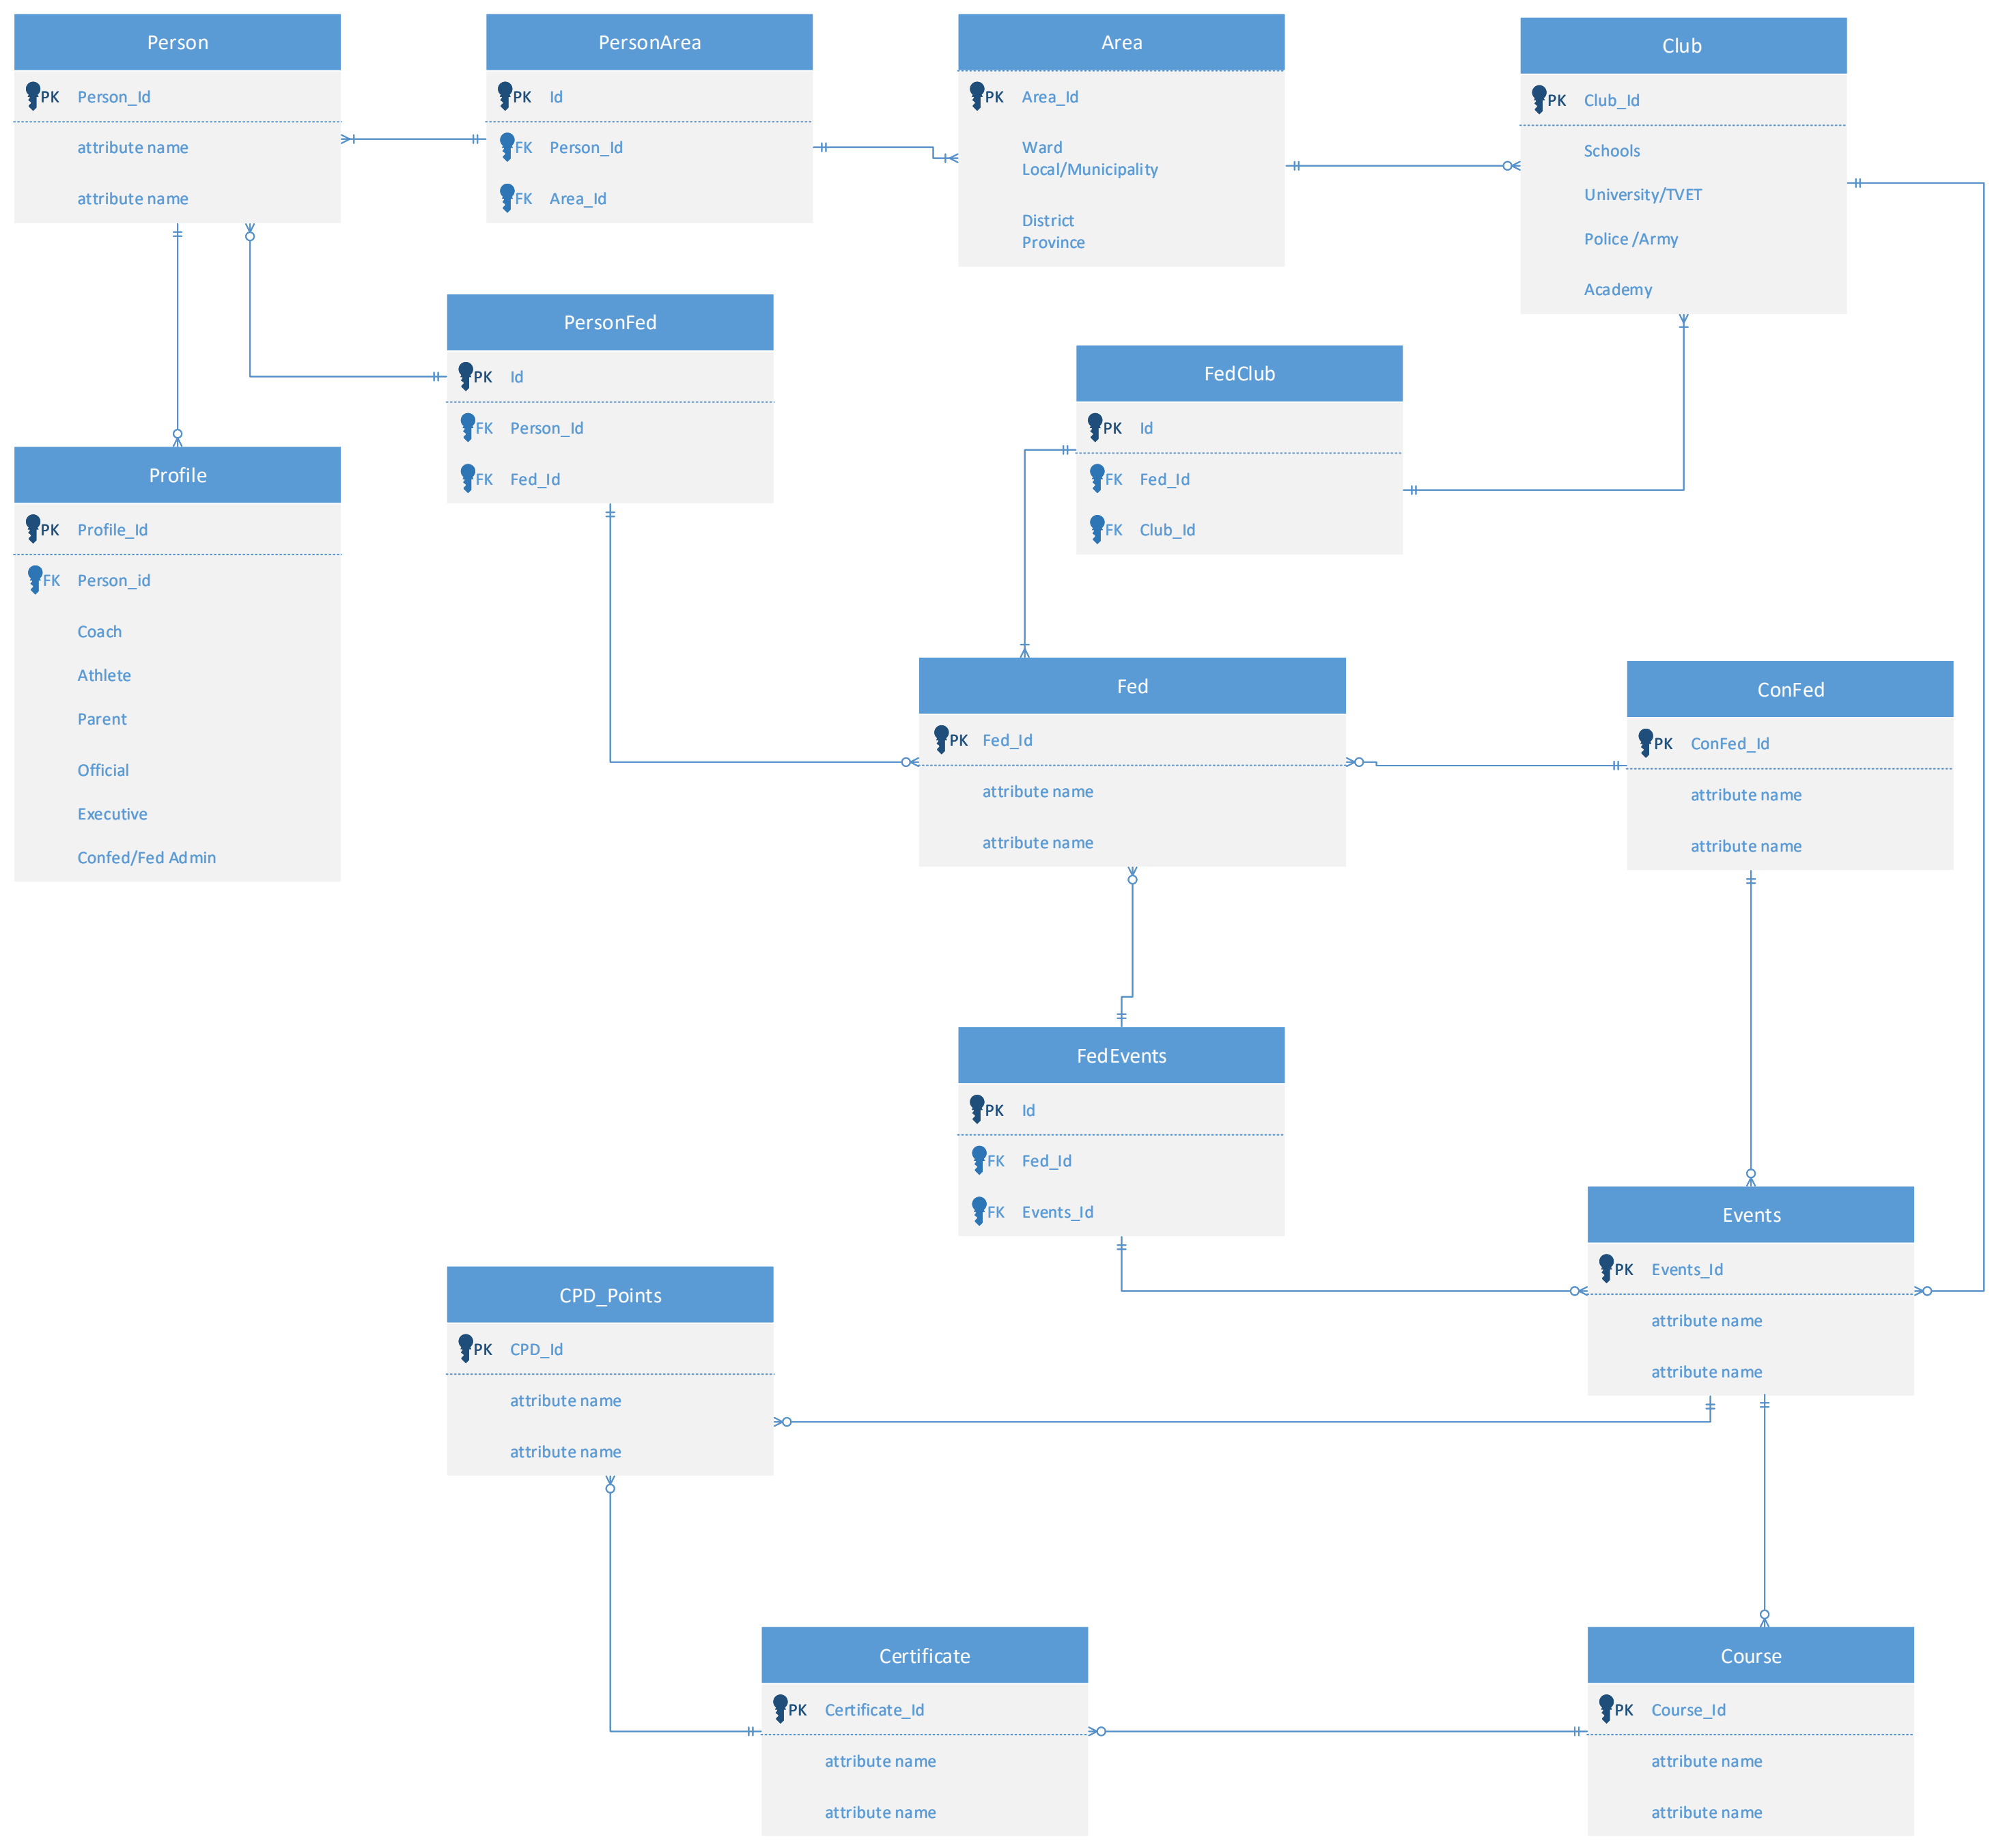 Person
PK Person_Id
attribute name
attribute name
PersonArea
PK Id
FK Person_Id
FK Area_Id
Area
PK Area_Id
Ward
Local/Municipality
District
Province
Club
PK Club_Id
Schools
University/TVET
Police /Army
Academy
PersonFed
PK Id
FK Person_Id
FK Fed_Id
FedClub
PK Id
FK Fed_Id
FK Club_Id
Profile
PK Profile_Id
FK Person_id
Coach
Athlete
Parent
Official
Executive
Confed/Fed Admin
Fed
PK Fed_Id
attribute name
attribute name
ConFed
PK ConFed_Id
attribute name
attribute name
FedEvents
PK Id
FK Fed_Id
FK Events_Id
Events
PK Events_Id
attribute name
attribute name
CPD_Points
PK CPD_Id
attribute name
attribute name
Certificate
PK Certificate_Id
attribute name
attribute name
Course
PK Course_Id
attribute name
attribute name